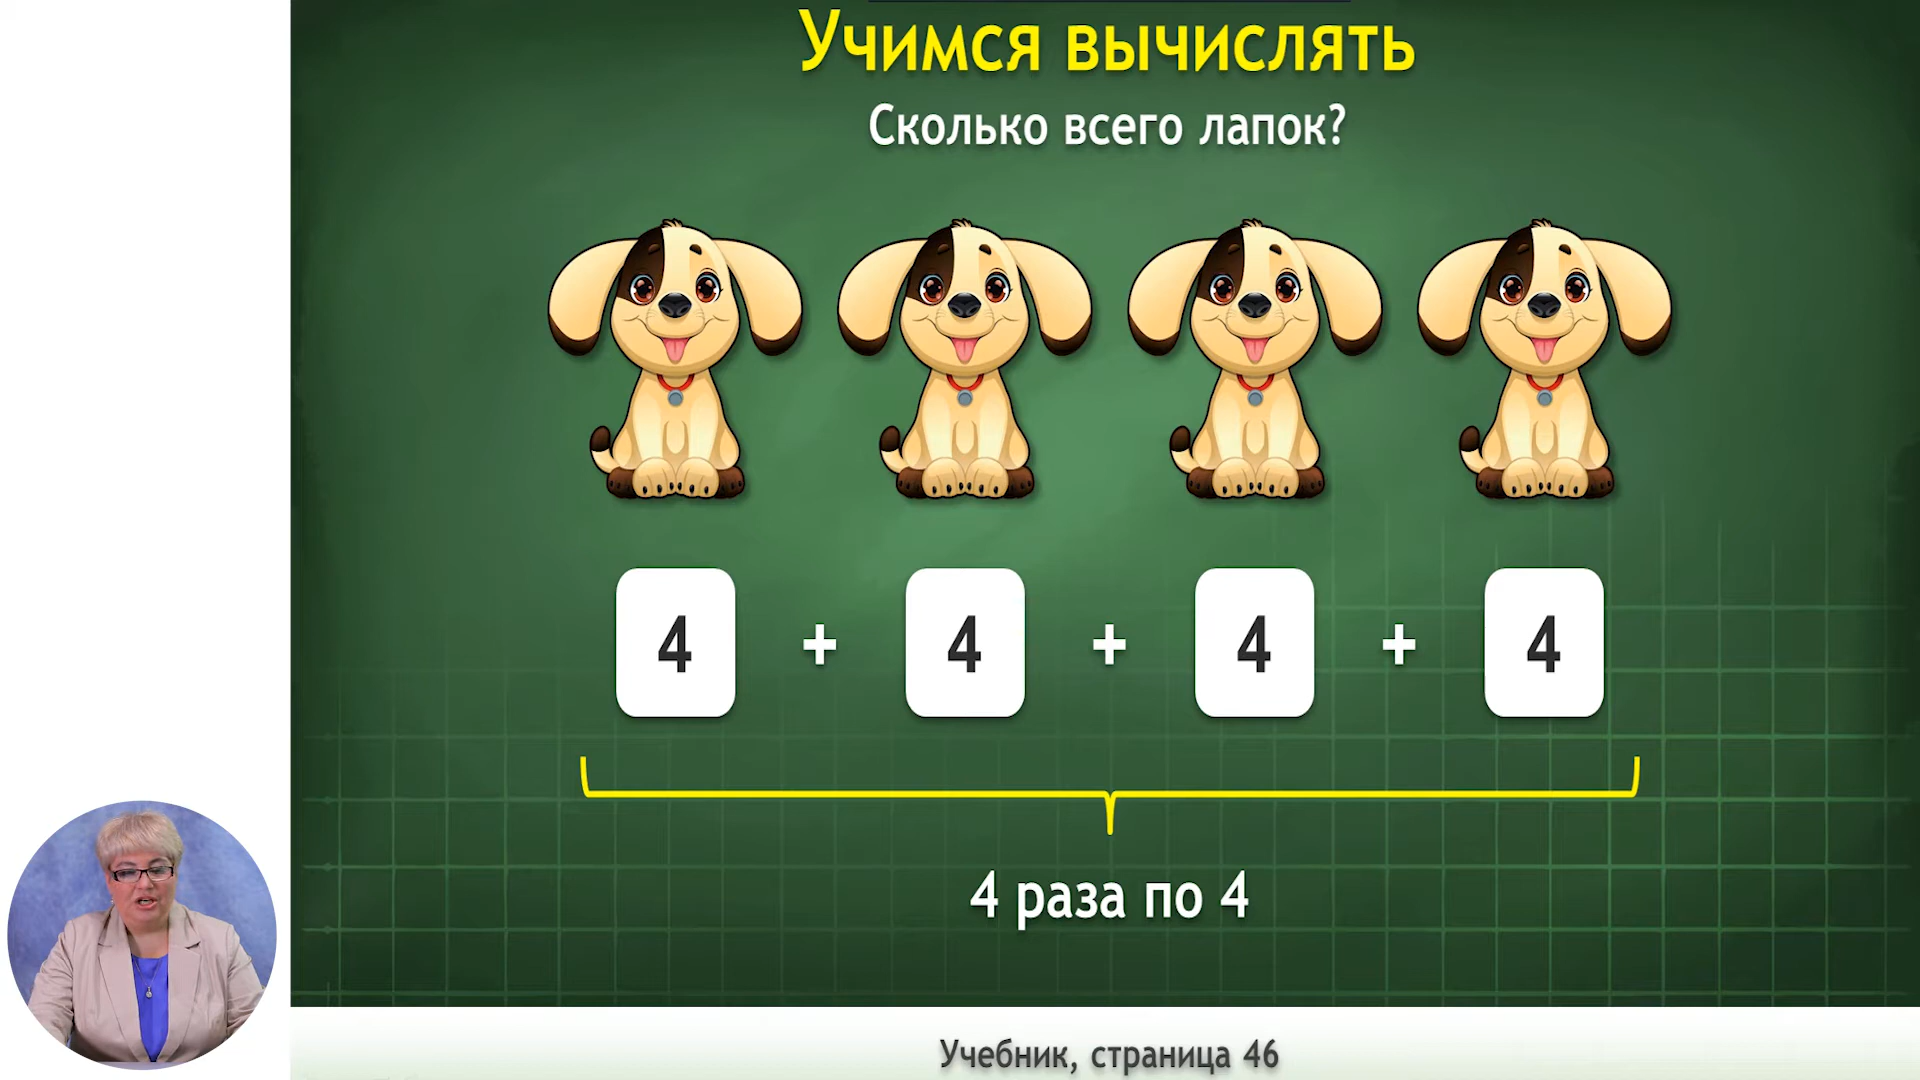 Учимся вычислять
Сколько всего лапок?
4 + 4 + 4 + 4
4 раза по 4
Учебник, страница 46